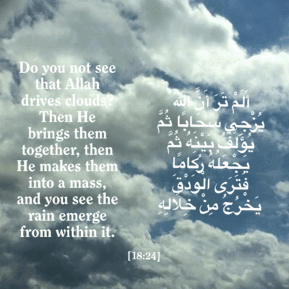 Do you not see
that Allah
drives clouds?
Then He
brings them
together, then
He makes them
into a mass,
and you see the
rain emerge
from within it.
أَلَمْ تَرَ أَنَّ اللَّهَ
يُزْجِي سَحَابًا ثُمَّ
يُؤَلِّفُ بَيْنَهُ ثُمَّ
يَجْعَلُهُ رُكَامًا
فَتَرَى الْوَدْقَ
يَخْرُجُ مِنْ خِلَالِهِ
[18:24]